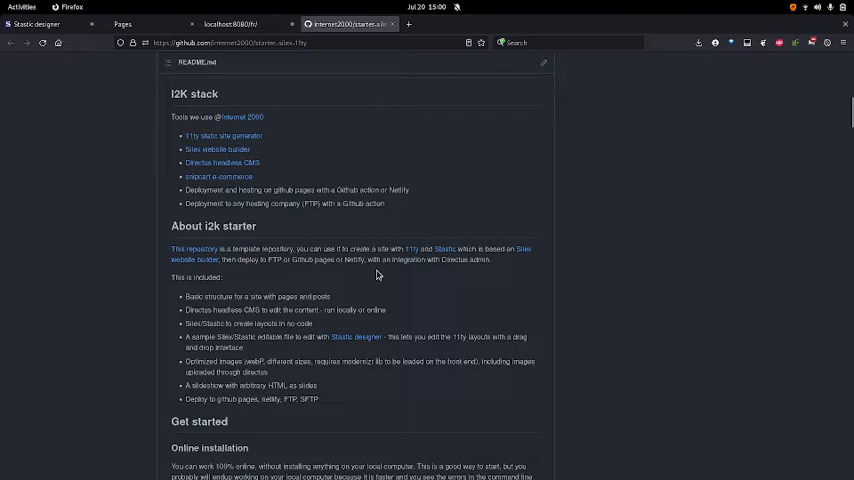 Activities
Firefox
Jul 20 15:00
Stastic designer
Pages
localhost:8080/fr/
internet2000/starter-sile
https://github.com/internet2000/starter-silex-11ty
Search
README.md
I2K stack
Tools we use @Internet 2000
11ty static site generator
Silex website builder
Directus headless CMS
snipcart e-commerce
Deployment and hosting on github pages with a Github action or Netlify
Deployment to any hosting company (FTP) with a Github action
About i2k starter
This repository is a template repository, you can use it to create a site with 11ty and Stastic which is based on Silex
website builder, then deploy to FTP or Github pages or Netlify, with an integration with Directus admin.
This is included:
Basic structure for a site with pages and posts
Directus headless CMS to edit the content - run locally or online
Silex/Stastic to create layouts in no-code
A sample Silex/Stastic editable file to edit with Stastic designer - this lets you edit the 11ty layouts with a drag
and drop interface
Optimized images (webP, different sizes, requires modernizr lib to be loaded on the front end), including images
uploaded through directus
A slideshow with arbitrary HTML as slides
Deploy to github pages, netlify, FTP, SFTP
Get started
Online installation
You can work 100% online, without installing anything on your local computer. This is a good way to start, but you
probably will endup working on your local computer because it is faster and you see the errors in the command line